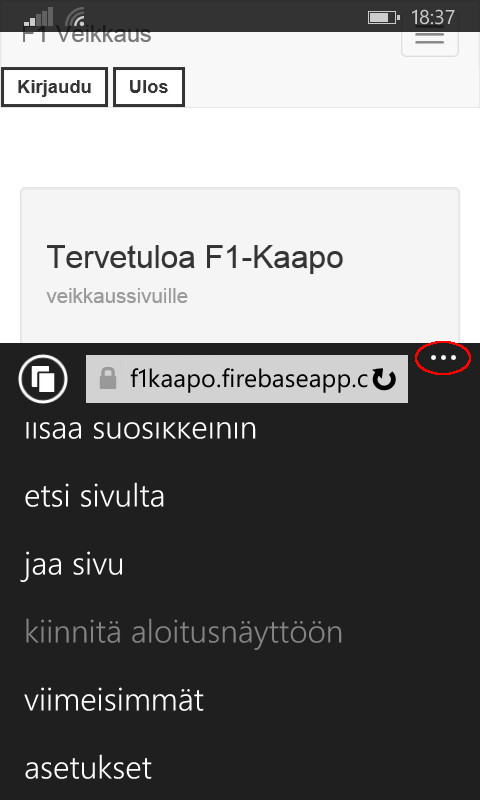 18:37
F1 Veikkaus
Kirjaudu Ulos
Tervetuloa F1-Kaapo
veikkaussivuille
f1kaapo.firebaseapp.c
lisää suosikkeihin
etsi sivulta
jaa sivu
kiinnitä aloitusnäyttöön
viimeisimmät
asetukset